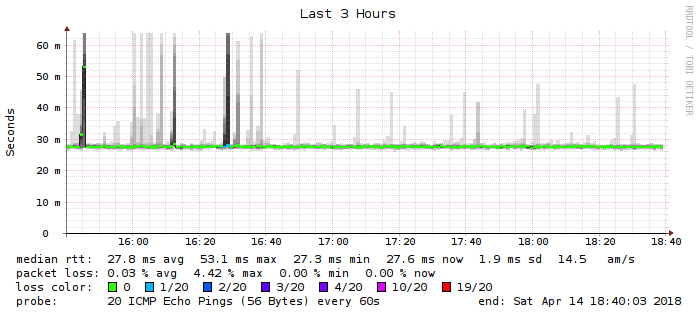 Last 3 Hours
RRDTOOL / TOBI OETIKER
Seconds
60 m
50 m
40 m
30 m
20 m
10 m
0
16:00 16:20 16:40 17:00 17:20 17:40 18:00 18:20 18:40
median rtt: 27.8 ms avg 53.1 ms max 27.3 ms min 27.6 ms now 1.9 ms sd 14.5 am/s
packet loss: 0.03 % avg 4.42 % max 0.00 % min 0.00 % now
loss color: 0 1/20 2/20 3/20 4/20 10/20 19/20
probe: 20 ICMP Echo Pings (56 Bytes) every 60s end: Sat Apr 14 18:40:03 2018